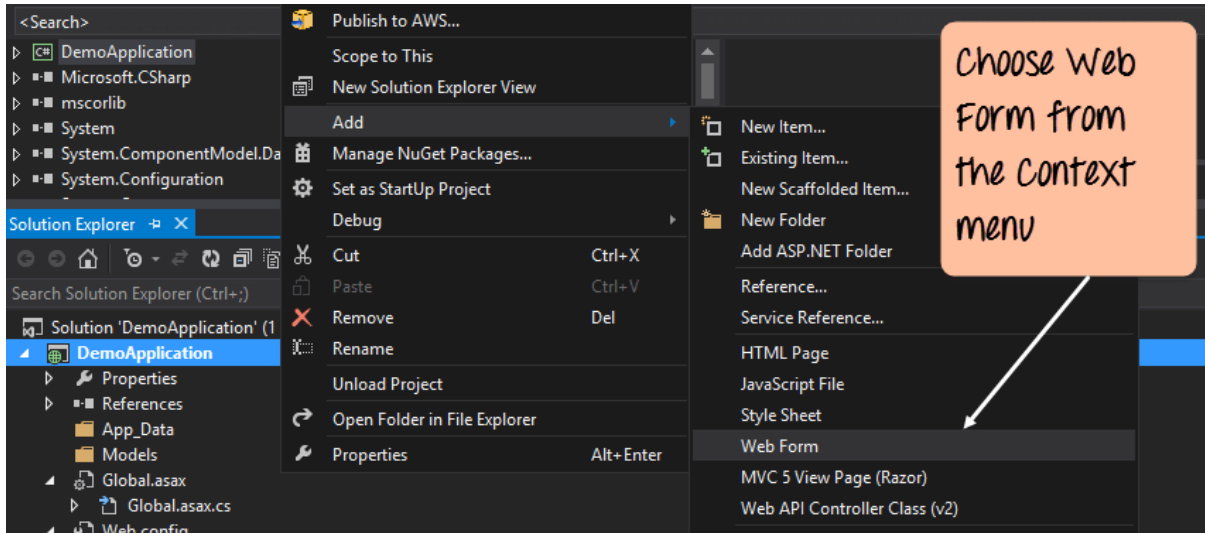 <Search>
DemoApplication
Microsoft.CSharp
mscorlib
System
System.ComponentModel.Da
System.Configuration
Solution Explorer
Search Solution Explorer (Ctrl+;)
Solution 'DemoApplication' (1
DemoApplication
Properties
References
App_Data
Models
Global.asax
Global.asax.cs
Web.config
Publish to AWS...
Scope to This
New Solution Explorer View
Add
Manage NuGet Packages...
Set as StartUp Project
Debug
Cut Ctrl+X
Paste Ctrl+V
Remove Del
Rename
Unload Project
Open Folder in File Explorer
Properties Alt+Enter
New Item...
Existing Item...
New Scaffolded Item...
New Folder
Add ASP.NET Folder
Reference...
Service Reference...
HTML Page
JavaScript File
Style Sheet
Web Form
MVC 5 View Page (Razor)
Web API Controller Class (v2)
Choose Web
Form from
the Context
menu